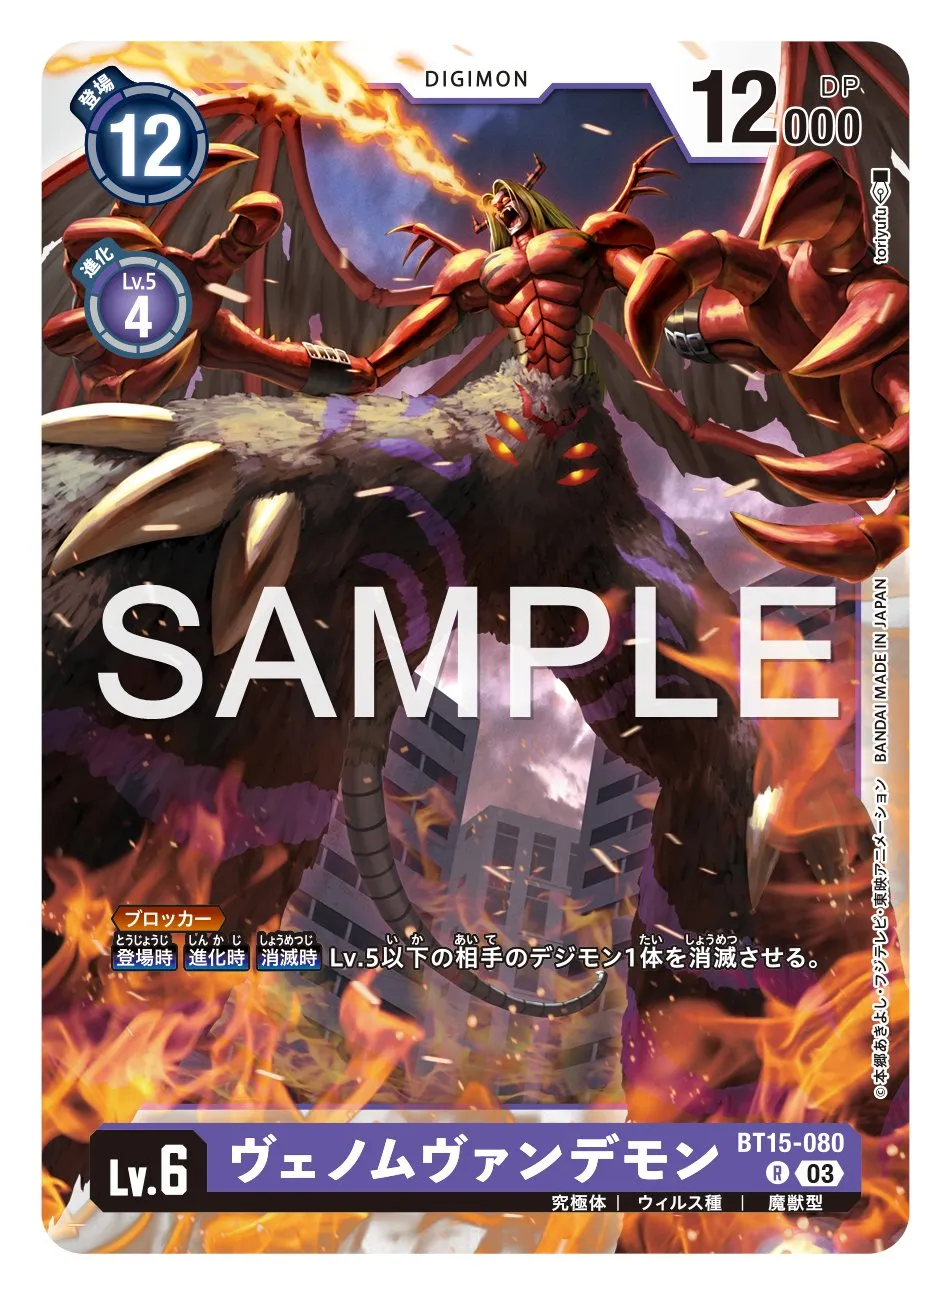 DIGIMON
登場
12
12000
DP
進化
Lv.5
4
toriyufu
SAMPLE
BANDAI MADE IN JAPAN
©本郷あきよし・フジテレビ・東映アニメーション
ブロッカー
とうじょうじ しんかじ しょうめつじ いか あいて たい しょうめつ
登場時 進化時 消滅時 Lv.5以下の相手のデジモン1体を消滅させる。
Lv.6 ヴェノムヴァンデモン BT15-080
R 03
究極体 | ウィルス種 | 魔獣型